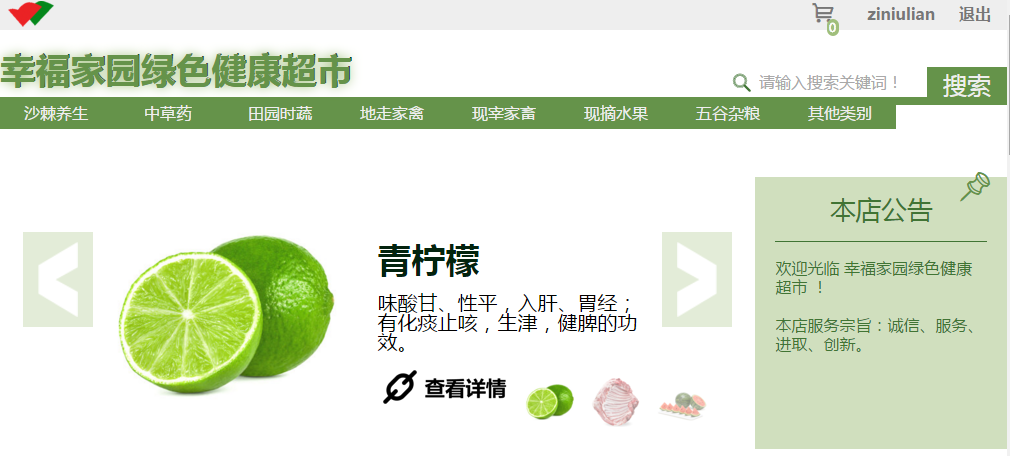 0
ziniulian 退出
幸福家园绿色健康超市
请输入搜索关键词！ 搜索
沙棘养生 中草药 田园时蔬 地走家禽 现宰家畜 现摘水果 五谷杂粮 其他类别
青柠檬
味酸甘、性平，入肝、胃经；
有化痰止咳，生津，健脾的功
效。
查看详情
本店公告
欢迎光临 幸福家园绿色健康
超市 ！
本店服务宗旨：诚信、服务、
进取、创新。